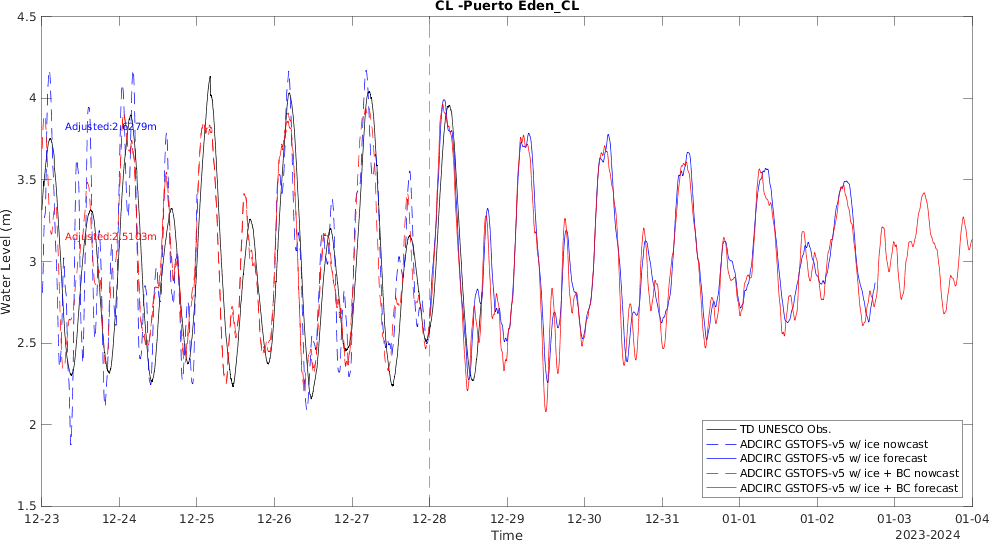 CL -Puerto Eden_CL
4.5
4
3.5
3
2.5
2
1.5
Water Level (m)
Adjusted:2.6279m
Adjusted:2.5103m
TD UNESCO Obs.
ADCIRC GSTOFS-v5 w/ ice nowcast
ADCIRC GSTOFS-v5 w/ ice forecast
ADCIRC GSTOFS-v5 w/ ice + BC nowcast
ADCIRC GSTOFS-v5 w/ ice + BC forecast
12-23 12-24 12-25 12-26 12-27 12-28 12-29 12-30 12-31 01-01 01-02 01-03 01-04
Time
2023-2024